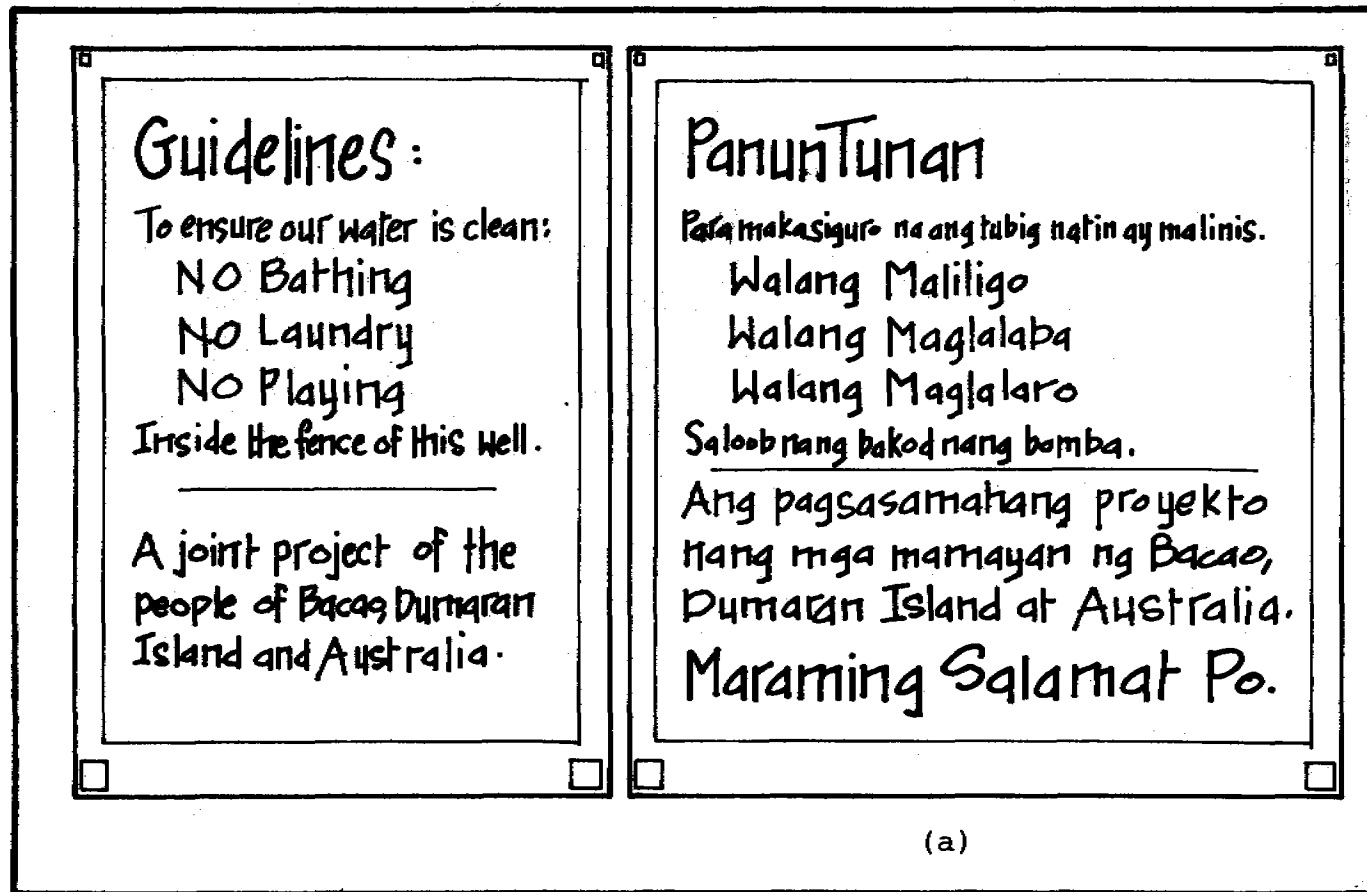 Guidelines:
To ensure our water is clean:
NO Bathing
NO Laundry
NO Playing
Inside the fence of this well.
A joint project of the
people of Bacao, Dumaran
Island and Australia.
PanunTunan
Para makasiguro na ang tubig natin ay malinis.
Walang Maliligo
Walang Maglalaba
Walang Maglalaro
Sa loob nang bakod nang bomba.
Ang pagsasamahang proyekto
nang mga mamayan ng Bacao,
Dumaran Island at Australia.
Maraming Salamat Po.
(a)